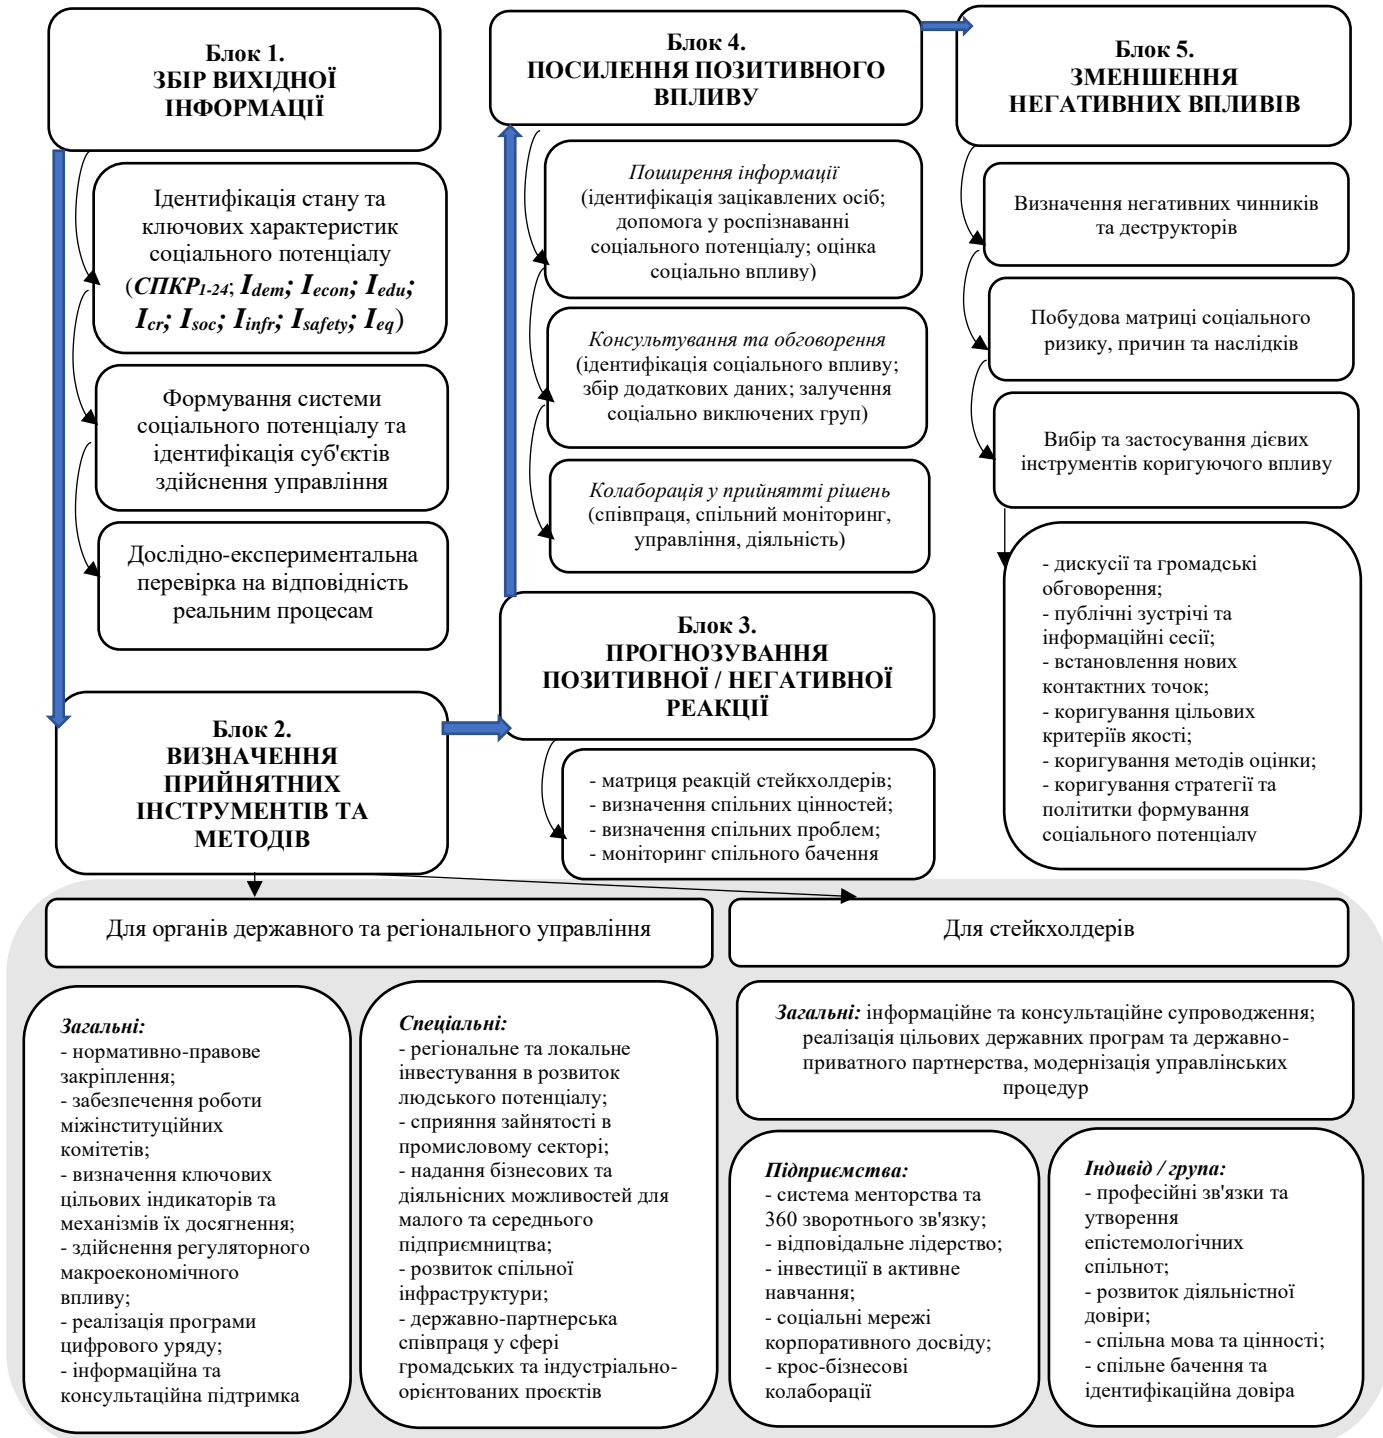 Блок 1.
ЗБІР ВИХІДНОЇ
ІНФОРМАЦІЇ
Ідентифікація стану та
ключових характеристик
соціального потенціалу
(СПКР1-24; Idem; Iecon; Iedu;
Icr; Isoc; Iinfr; Isafety; Ieq)
Формування системи
соціального потенціалу та
ідентифікація суб'єктів
здійснення управління
Дослідно-експериментальна
перевірка на відповідність
реальним процесам
Блок 2.
ВИЗНАЧЕННЯ
ПРИЙНЯТНИХ
ІНСТРУМЕНТІВ ТА
МЕТОДІВ
Блок 4.
ПОСИЛЕННЯ ПОЗИТИВНОГО
ВПЛИВУ
Поширення інформації
(ідентифікація зацікавлених осіб;
допомога у роспізнаванні
соціального потенціалу; оцінка
соціально впливу)
Консультування та обговорення
(ідентифікація соціального впливу;
збір додаткових даних; залучення
соціально виключених груп)
Колаборація у прийнятті рішень
(співпраця, спільний моніторинг,
управління, діяльність)
Блок 3.
ПРОГНОЗУВАННЯ
ПОЗИТИВНОЇ / НЕГАТИВНОЇ
РЕАКЦІЇ
- матриця реакцій стейкхолдерів;
- визначення спільних цінностей;
- визначення спільних проблем;
- моніторинг спільного бачення
Блок 5.
ЗМЕНШЕННЯ
НЕГАТИВНИХ ВПЛИВІВ
Визначення негативних чинників
та деструкторів
Побудова матриці соціального
ризику, причин та наслідків
Вибір та застосування дієвих
інструментів коригуючого впливу
- дискусії та громадські
обговорення;
- публічні зустрічі та
інформаційні сесії;
- встановлення нових
контактних точок;
- коригування цільових
критеріїв якості;
- коригування методів оцінки;
- коригування стратегії та
політитки формування
соціального потенціалу
Для органів державного та регіонального управління
Для стейкхолдерів
Загальні:
- нормативно-правове
закріплення;
- забезпечення роботи
міжінституційних
комітетів;
- визначення ключових
цільових індикаторів та
механізмів їх досягнення;
- здійснення регуляторного
макроекономічного
впливу;
- реалізація програми
цифрового уряду;
- інформаційна та
консультаційна підтримка
Спеціальні:
- регіональне та локальне
інвестування в розвиток
людського потенціалу;
- сприяння зайнятості в
промисловому секторі;
- надання бізнесових та
діяльнісних можливостей для
малого та середнього
підприємництва;
- розвиток спільної
інфраструктури;
- державно-партнерська
співпраця у сфері
громадських та індустріально-
орієнтованих проєктів
Загальні: інформаційне та консультаційне супроводження;
реалізація цільових державних програм та державно-
приватного партнерства, модернізація управлінських
процедур
Підприємства:
- система менторства та
360 зворотнього зв'язку;
- відповідальне лідерство;
- інвестиції в активне
навчання;
- соціальні мережі
корпоративного досвіду;
- крос-бізнесові
колаборації
Індивід / група:
- професійні зв'язки та
утворення
епістемологічних
спільнот;
- розвиток діяльністної
довіри;
- спільна мова та цінності;
- спільне бачення та
ідентифікаційна довіра